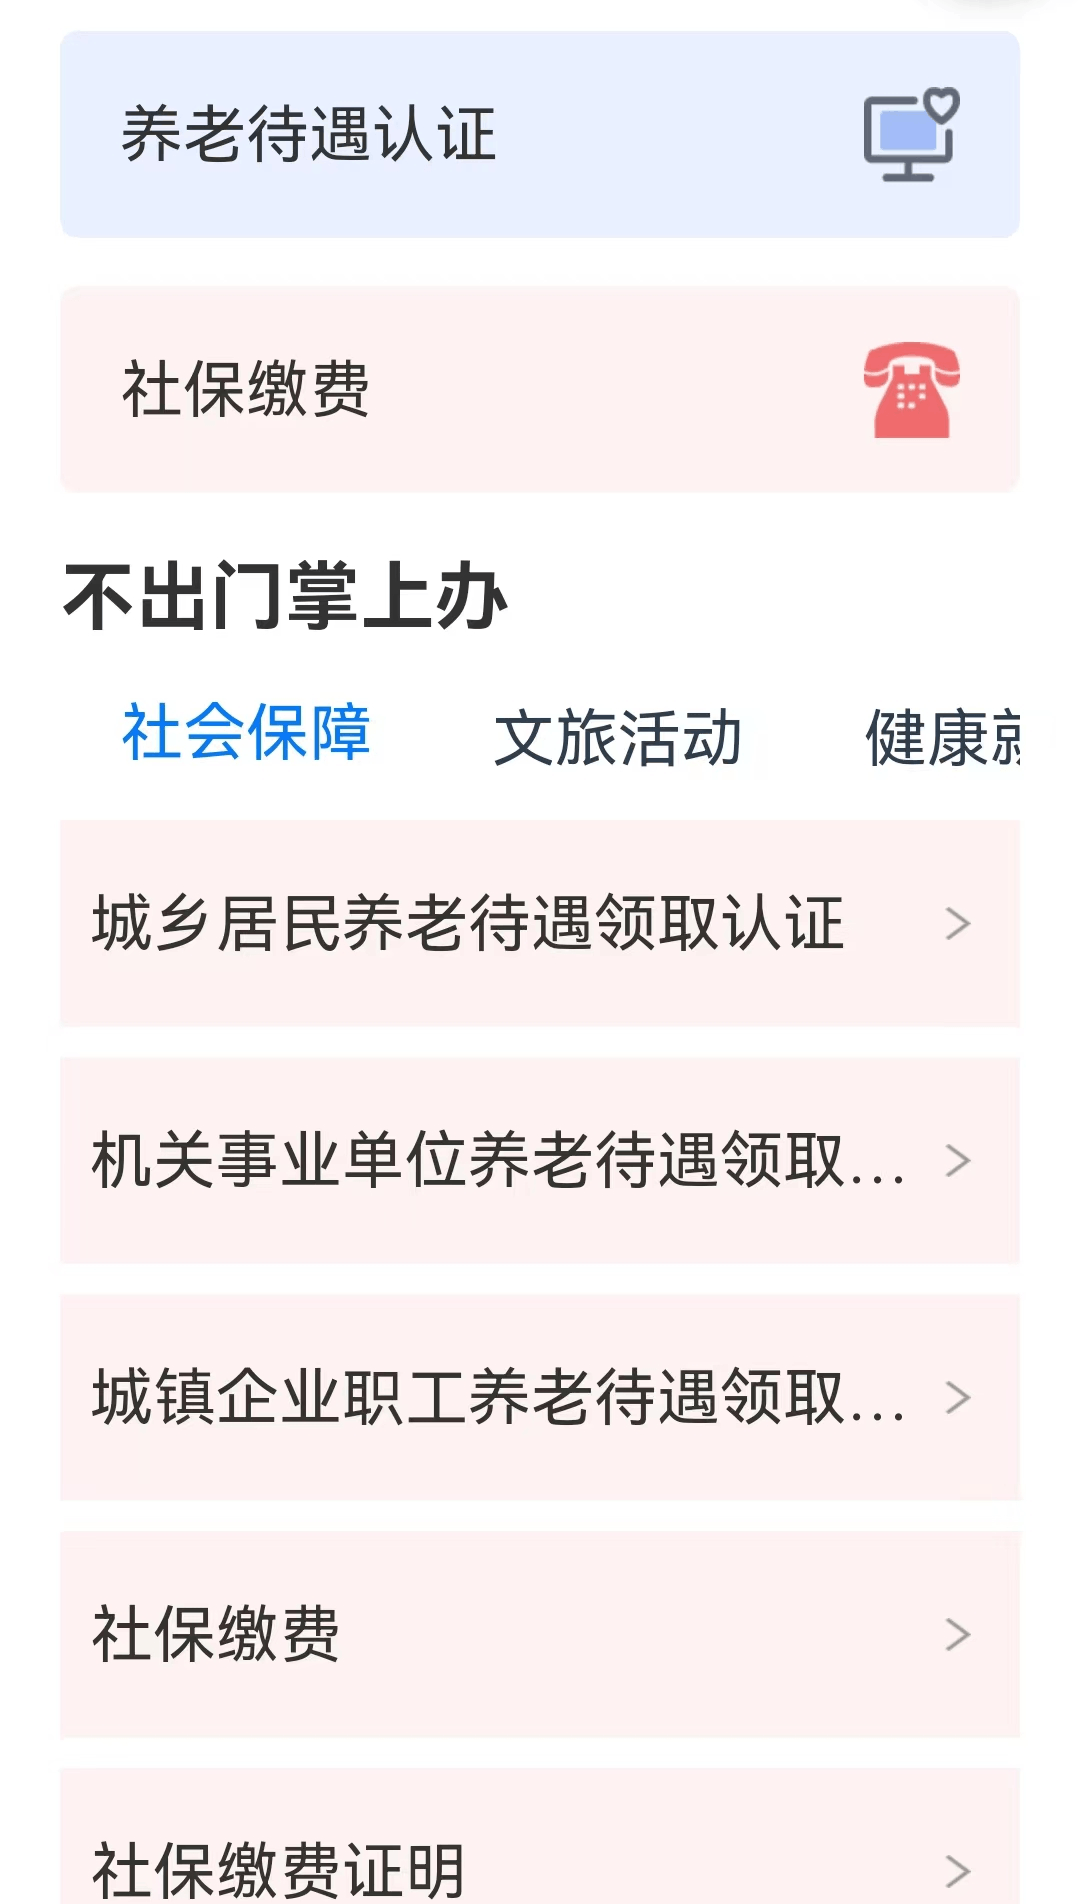 养老待遇认证
社保缴费
不出门掌上办
社会保障 文旅活动 健康
城乡居民养老待遇领取认证
机关事业单位养老待遇领取...
城镇企业职工养老待遇领取...
社保缴费
社保缴费证明